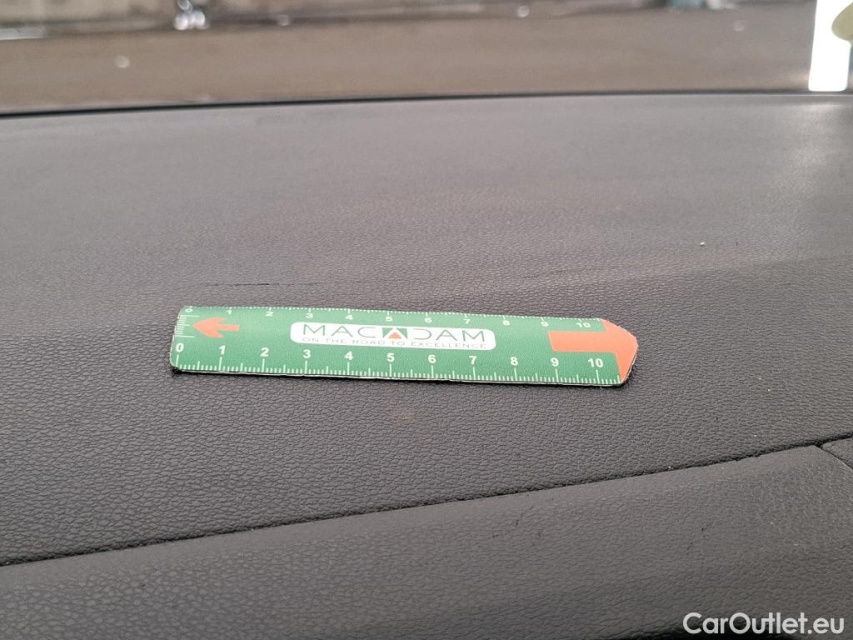 0 1 2 3 4 5 6 7 8 9 10
MACADAM
ON THE ROAD TO EXCELLENCE
0 1 2 3 4 5 6 7 8 9 10
CarOutlet.eu